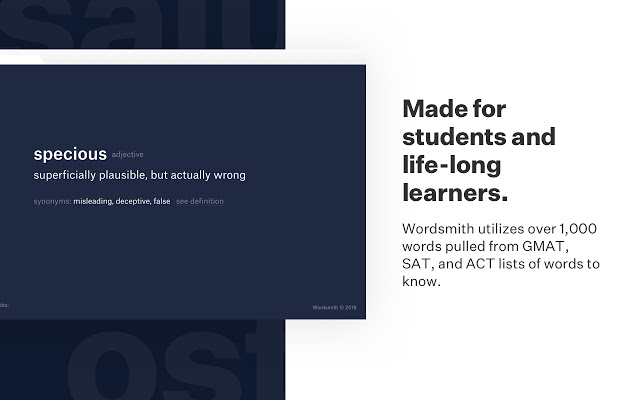 salu
specious adjective
superficially plausible, but actually wrong
synonyms: misleading, deceptive, false see definition
Wordsmith © 2018.
ost
Made for
students and
life-long
learners.
Wordsmith utilizes over 1,000
words pulled from GMAT,
SAT, and ACT lists of words to
know.